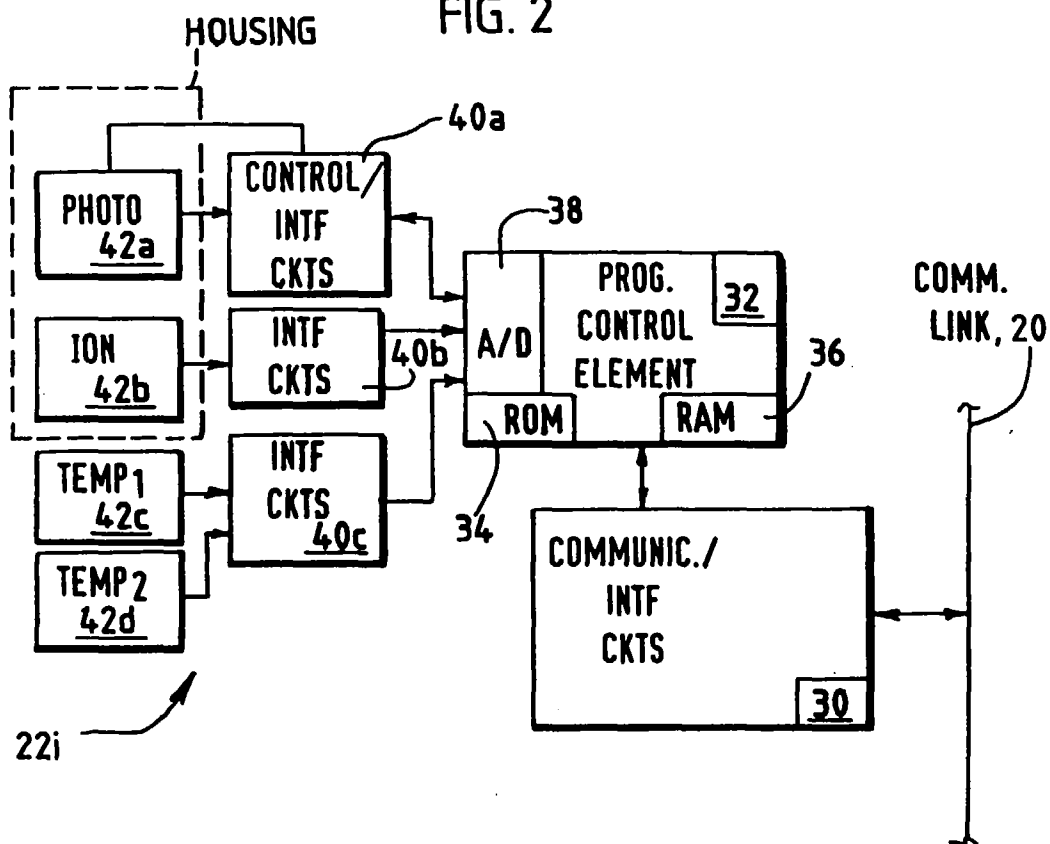 FIG. 2
HOUSING
40a
PHOTO
42a
CONTROL/
INTF
CKTS
38
ION
42b
INTF
CKTS
40b
A/D
PROG.
CONTROL
ELEMENT
32
ROM
RAM
36
34
COMM.
LINK, 20
TEMP1
42c
TEMP2
42d
INTF
CKTS
40c
COMMUNIC./
INTF
CKTS
30
22i